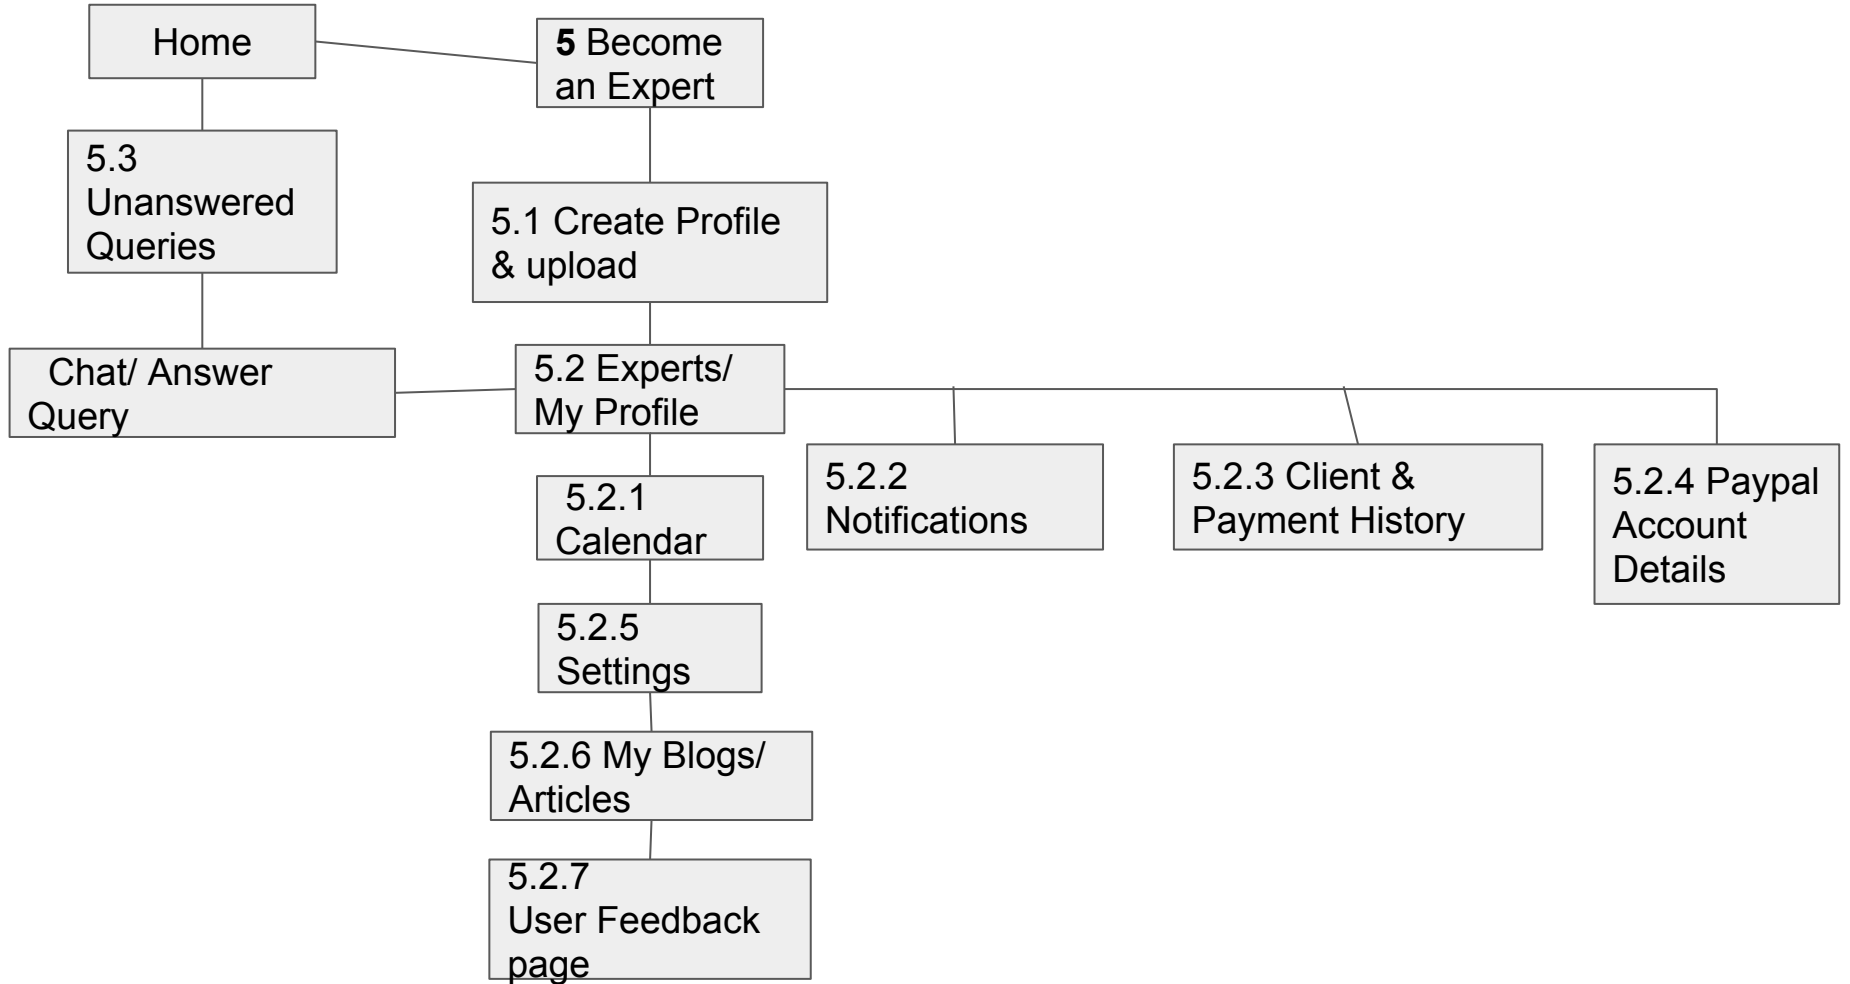 Home
5 Become
an Expert
5.3
Unanswered
Queries
5.1 Create Profile
& upload
Chat/ Answer
Query
5.2 Experts/
My Profile
5.2.1
Calendar
5.2.2
Notifications
5.2.3 Client &
Payment History
5.2.4 Paypal
Account
Details
5.2.5
Settings
5.2.6 My Blogs/
Articles
5.2.7
User Feedback
page